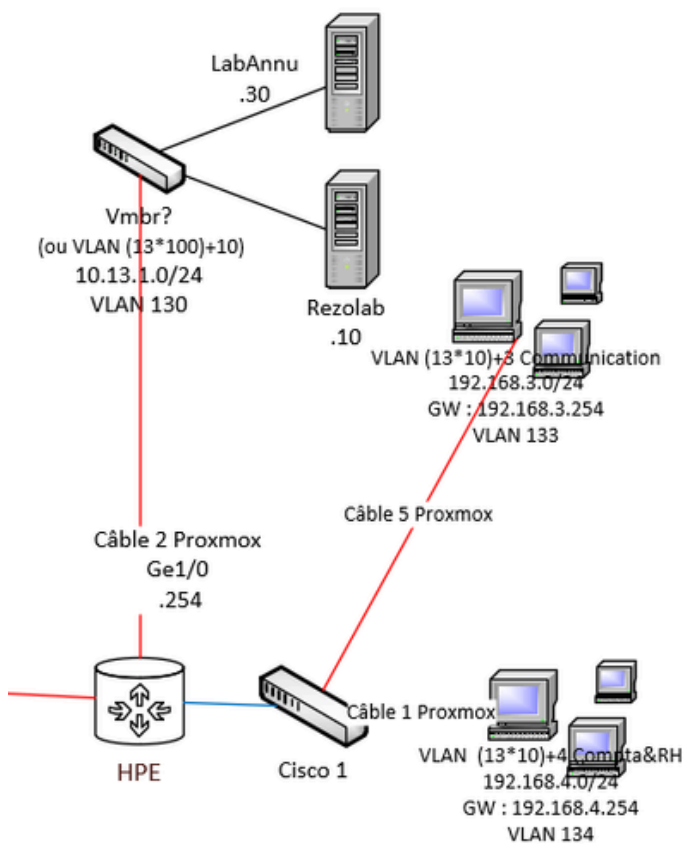 LabAnnu
.30
Vmbr?
(ou VLAN (13*100)+10)
10.13.1.0/24
VLAN 130
Rezolab
.10
VLAN (13*10)+3 Communication
192.168.3.0/24
GW : 192.168.3.254
VLAN 133
Câble 5 Proxmox
Câble 2 Proxmox
Ge1/0
.254
HPE
Cisco 1
Câble 1 Proxmox
VLAN (13*10)+4 Compta&RH
192.168.4.0/24
GW : 192.168.4.254
VLAN 134